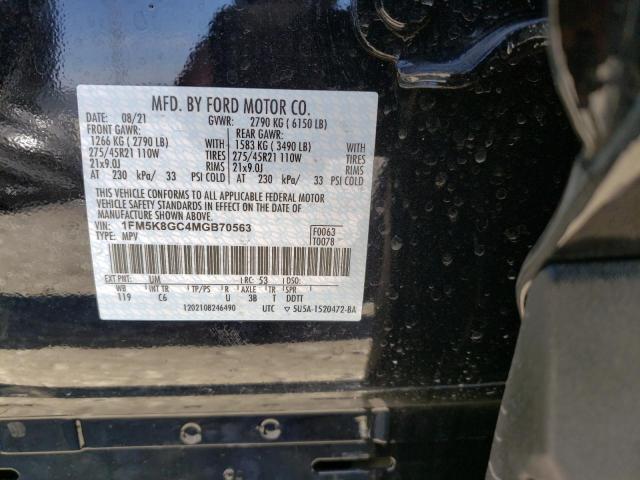 MFD. BY FORD MOTOR CO.
DATE: 08/21 GVWR: 2790 KG ( 6150 LB)
FRONT GAWR: REAR GAWR:
1266 KG ( 2790 LB) 1583 KG ( 3490 LB)
275/45R21 110W TIRES 275/45R21 110W TIRES
21x9.0J RIMS 21x9.0J RIMS
AT 230 kPa/ 33 PSI COLD AT 230 kPa/ 33 PSI COLD
THIS VEHICLE CONFORMS TO ALL APPLICABLE FEDERAL MOTOR
VEHICLE SAFETY AND BUMPER STANDARDS IN EFFECT ON THE DATE OF
MANUFACTURE SHOWN ABOVE.
VIN: 1FM5K8GC4MGB70563 F0063
TYPE: MPV T0078
EXT PNT: UM RC: 53 DSO:
WB INT TR TP/PS R AXLE TR SPR
119 C6 U 3B T DDTT
1202108246490 UTC ▽ 5U5A-1520472-BA